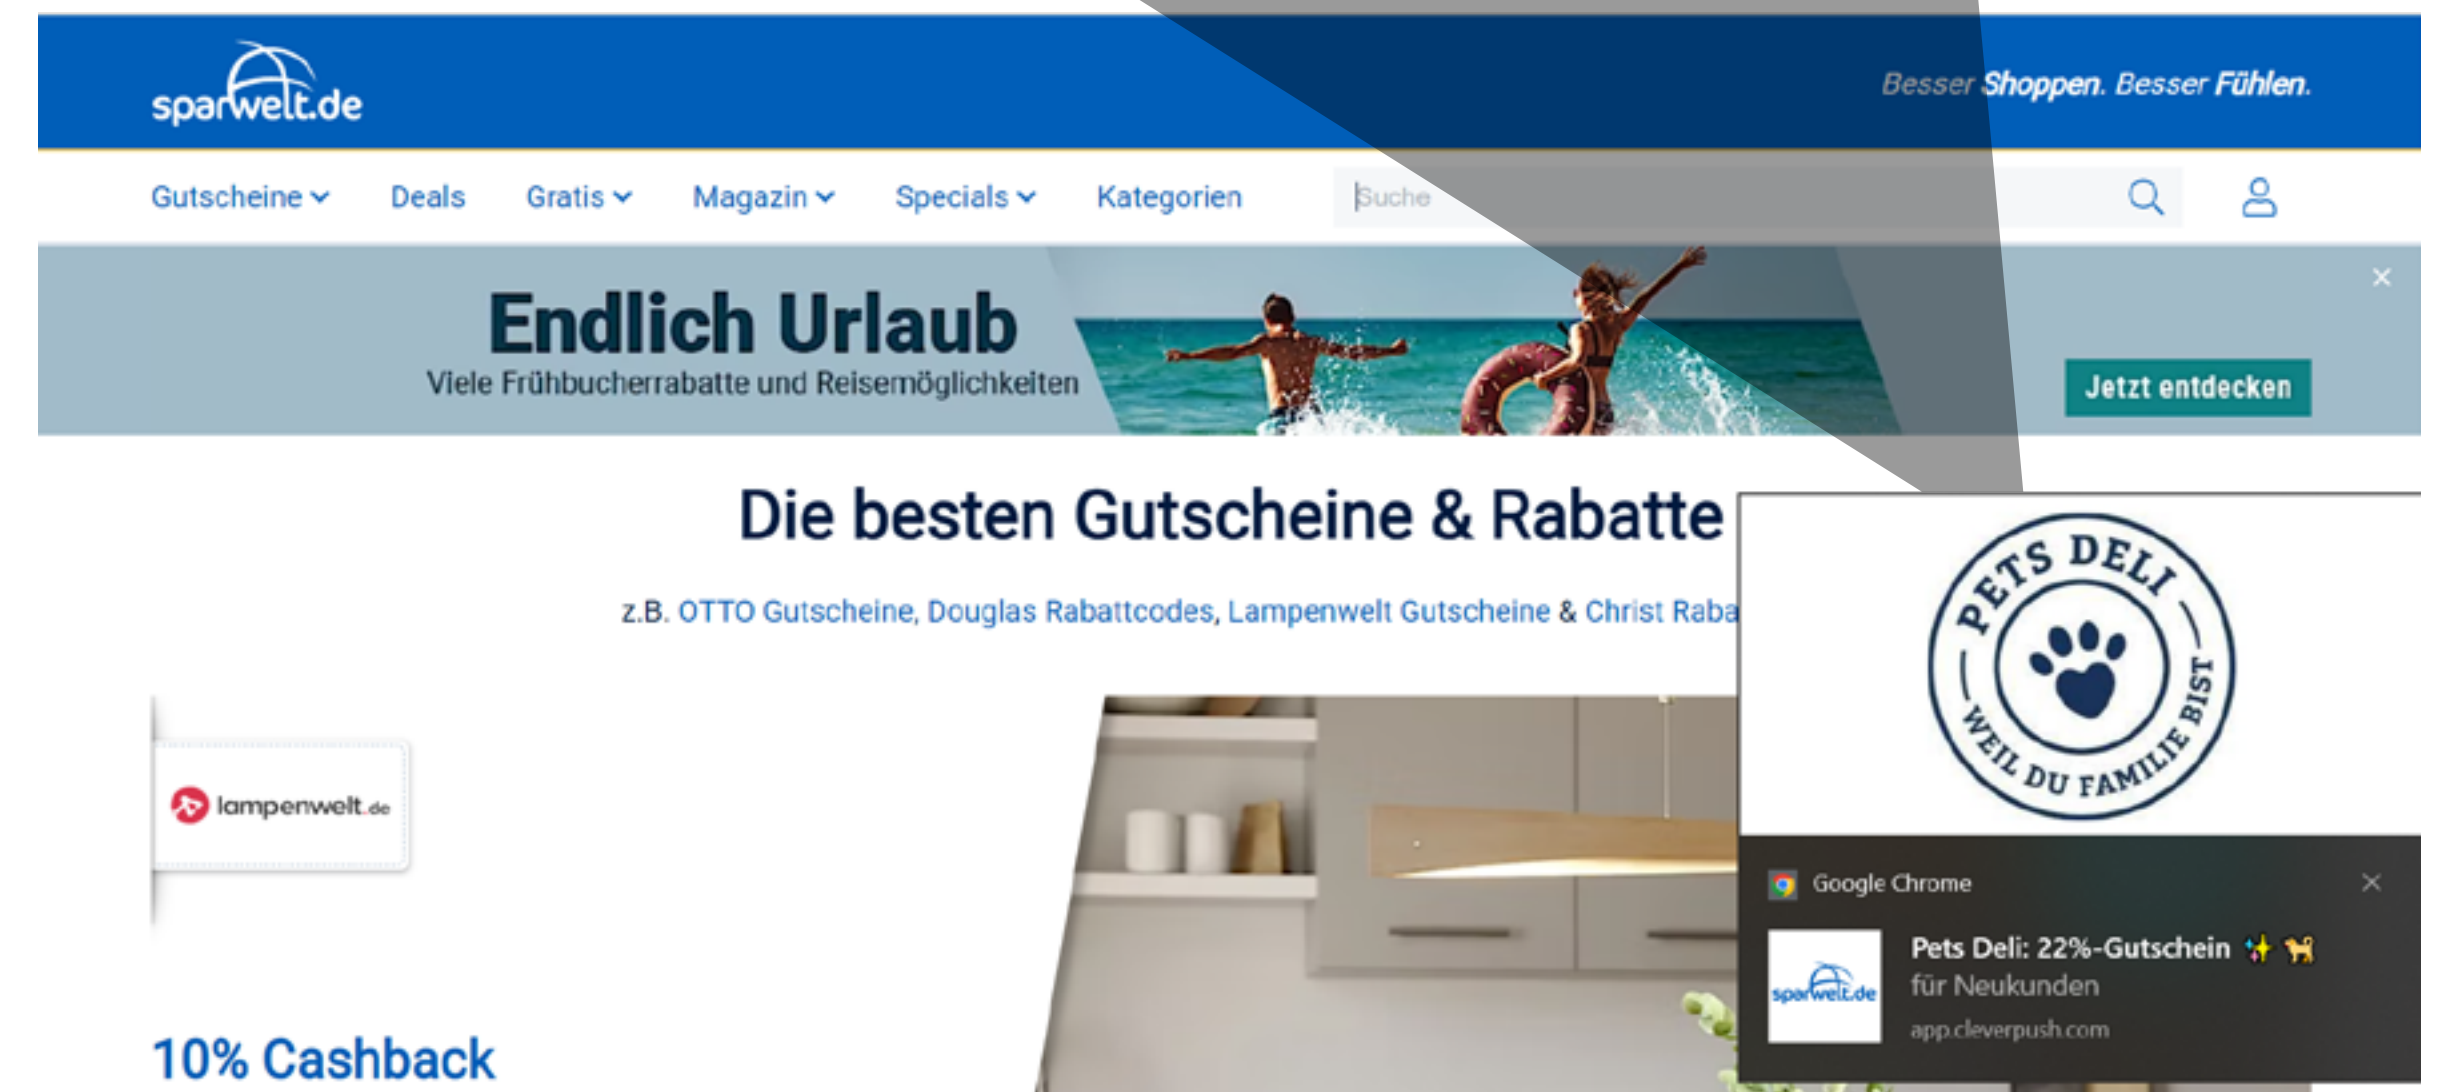 sparwelt.de
Besser Shoppen. Besser Fühlen.
Gutscheine Deals Gratis Magazin Specials Kategorien Suche
Endlich Urlaub
Viele Frühbucherrabatte und Reisemöglichkeiten
Jetzt entdecken
Die besten Gutscheine & Rabatte
z.B. OTTO Gutscheine, Douglas Rabattcodes, Lampenwelt Gutscheine & Christ Raba
lampenwelt.de
10% Cashback
PETS DELI
WEIL DU FAMILIE BIST
Google Chrome
sparwelt.de
Pets Deli: 22%-Gutschein ✨ 🐕
für Neukunden
app.cleverpush.com